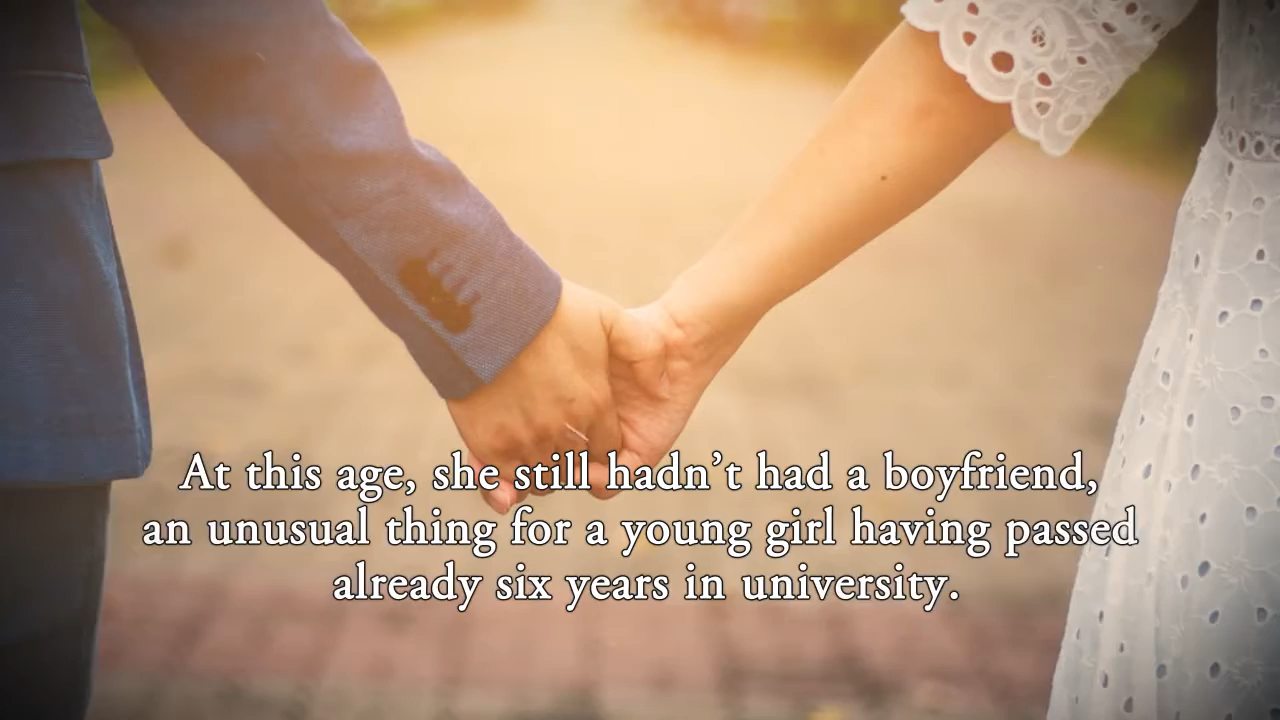 At this age, she still hadn’t had a boyfriend,
an unusual thing for a young girl having passed
already six years in university.